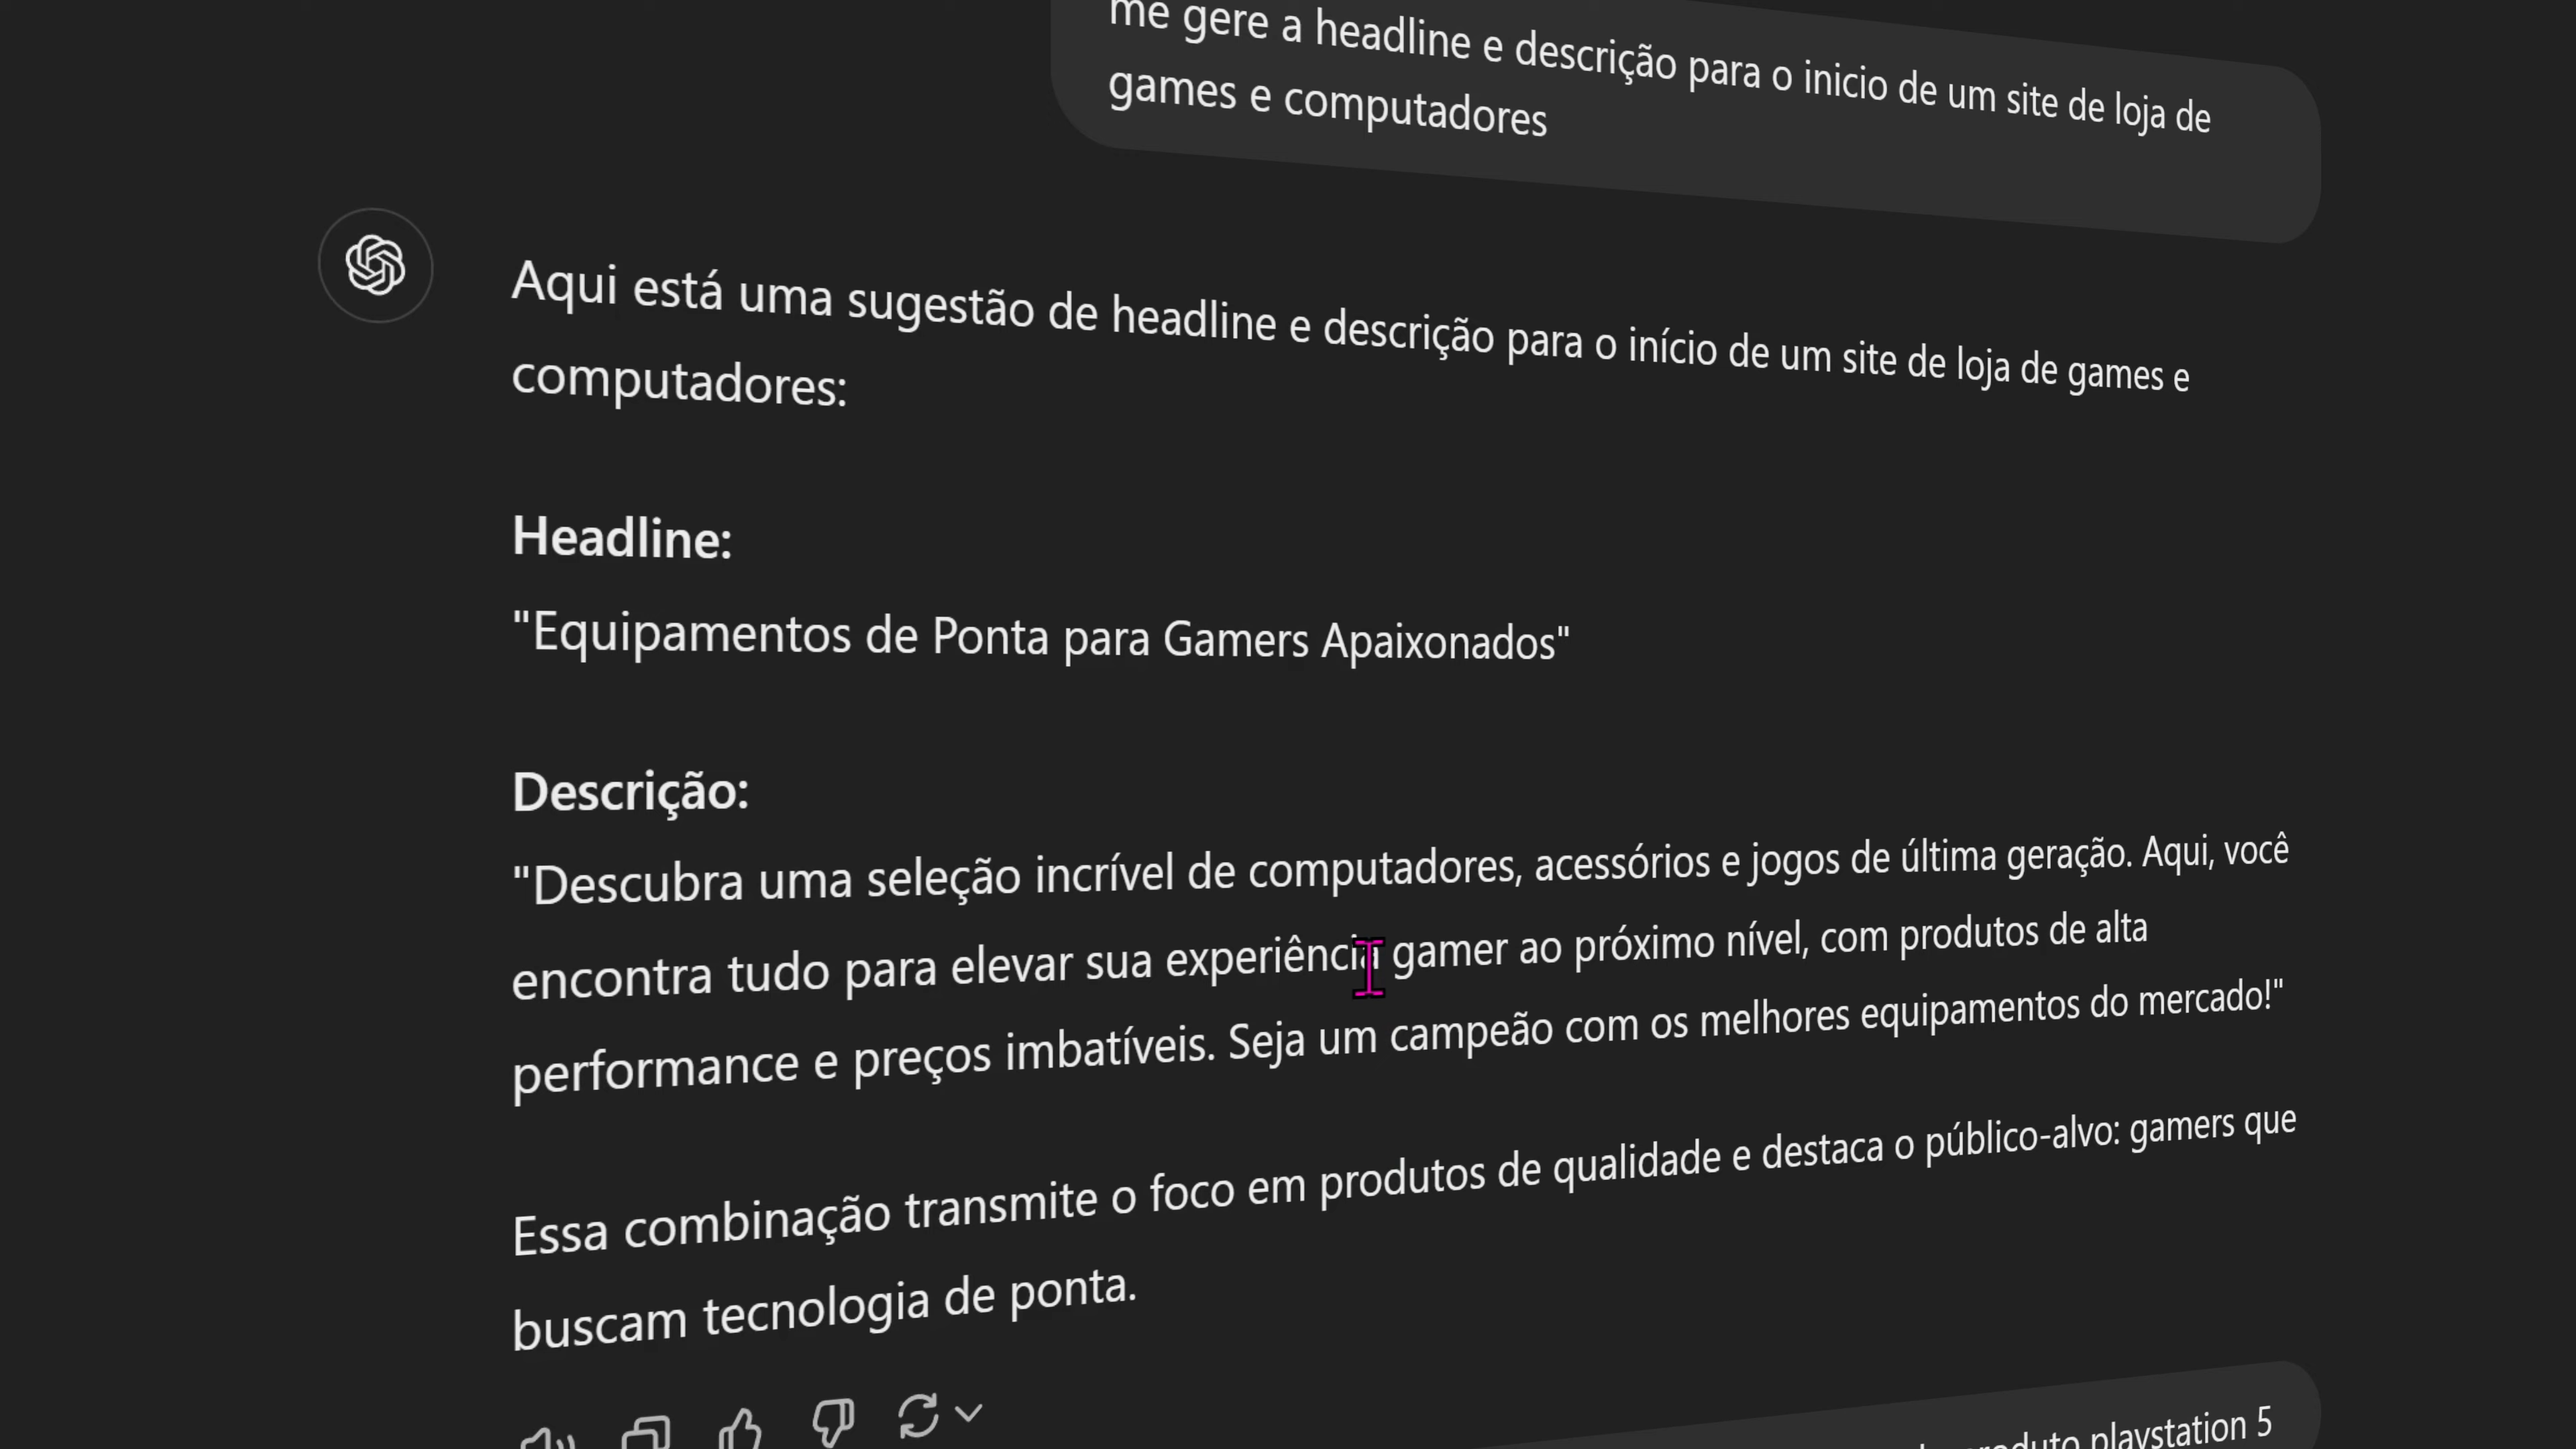 me gere a headline e descrição para o inicio de um site de loja de
games e computadores
Aqui está uma sugestão de headline e descrição para o início de um site de loja de games e
computadores:
Headline:
"Equipamentos de Ponta para Gamers Apaixonados"
Descrição:
"Descubra uma seleção incrível de computadores, acessórios e jogos de última geração. Aqui, você
encontra tudo para elevar sua experiência gamer ao próximo nível, com produtos de alta
performance e preços imbatíveis. Seja um campeão com os melhores equipamentos do mercado!"
Essa combinação transmite o foco em produtos de qualidade e destaca o público-alvo: gamers que
buscam tecnologia de ponta.
produto playstation 5